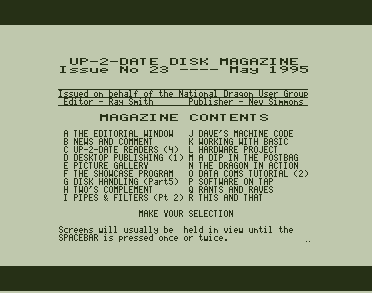 UP-2-DATE DISK MAGAZINE
Issue No 23 ---- May 1995
Issued on behalf of the National Dragon User Group
Editor - Ray Smith Publisher - Nev Simmons
MAGAZINE CONTENTS
A THE EDITORIAL WINDOW J DAVE'S MACHINE CODE
B NEWS AND COMMENT K WORKING WITH BASIC
C UP-2-DATE READERS (4) L HARDWARE PROJECT
D DESKTOP PUBLISHING (1) M A DIP IN THE POSTBAG
E PICTURE GALLERY N THE DRAGON IN ACTION
F THE SHOWCASE PROGRAM O DATA COMS TUTORIAL (2)
G DISK HANDLING (Part5) P SOFTWARE ON TAP
H TWO'S COMPLEMENT Q RANTS AND RAVES
I PIPES & FILTERS (Pt 2) R THIS AND THAT
MAKE YOUR SELECTION
Screens will usually be held in view until the
SPACEBAR is pressed once or twice. ..